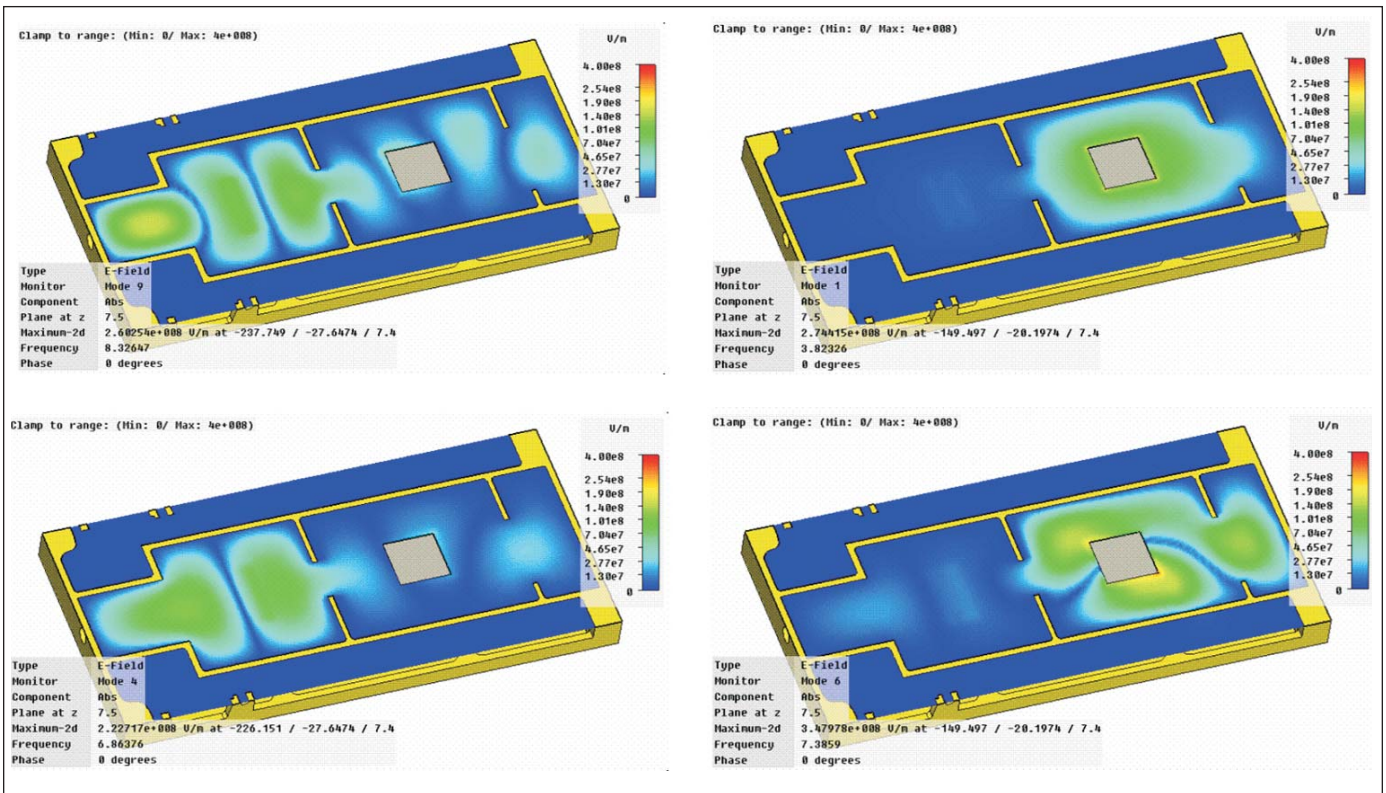 Clamp to range: (Min: 0/ Max: 4e+008)
V/m
4.00e8
2.54e8
1.90e8
1.40e8
1.01e8
7.04e7
4.65e7
2.77e7
1.30e7
0
Type E-Field
Monitor Mode 9
Component Abs
Plane at z 7.5
Maximum-2d 2.60254e+008 V/m at -237.749 / -27.6474 / 7.4
Frequency 8.32647
Phase 0 degrees
Clamp to range: (Min: 0/ Max: 4e+008)
V/m
4.00e8
2.54e8
1.90e8
1.40e8
1.01e8
7.04e7
4.65e7
2.77e7
1.30e7
0
Type E-Field
Monitor Mode 1
Component Abs
Plane at z 7.5
Maximum-2d 2.74415e+008 V/m at -149.497 / -20.1974 / 7.4
Frequency 3.82326
Phase 0 degrees
Clamp to range: (Min: 0/ Max: 4e+008)
V/m
4.00e8
2.54e8
1.90e8
1.40e8
1.01e8
7.04e7
4.65e7
2.77e7
1.30e7
0
Type E-Field
Monitor Mode 4
Component Abs
Plane at z 7.5
Maximum-2d 2.22717e+008 V/m at -226.151 / -27.6474 / 7.4
Frequency 6.86376
Phase 0 degrees
Clamp to range: (Min: 0/ Max: 4e+008)
V/m
4.00e8
2.54e8
1.90e8
1.40e8
1.01e8
7.04e7
4.65e7
2.77e7
1.30e7
0
Type E-Field
Monitor Mode 6
Component Abs
Plane at z 7.5
Maximum-2d 3.47978e+008 V/m at -149.497 / -20.1974 / 7.4
Frequency 7.3859
Phase 0 degrees